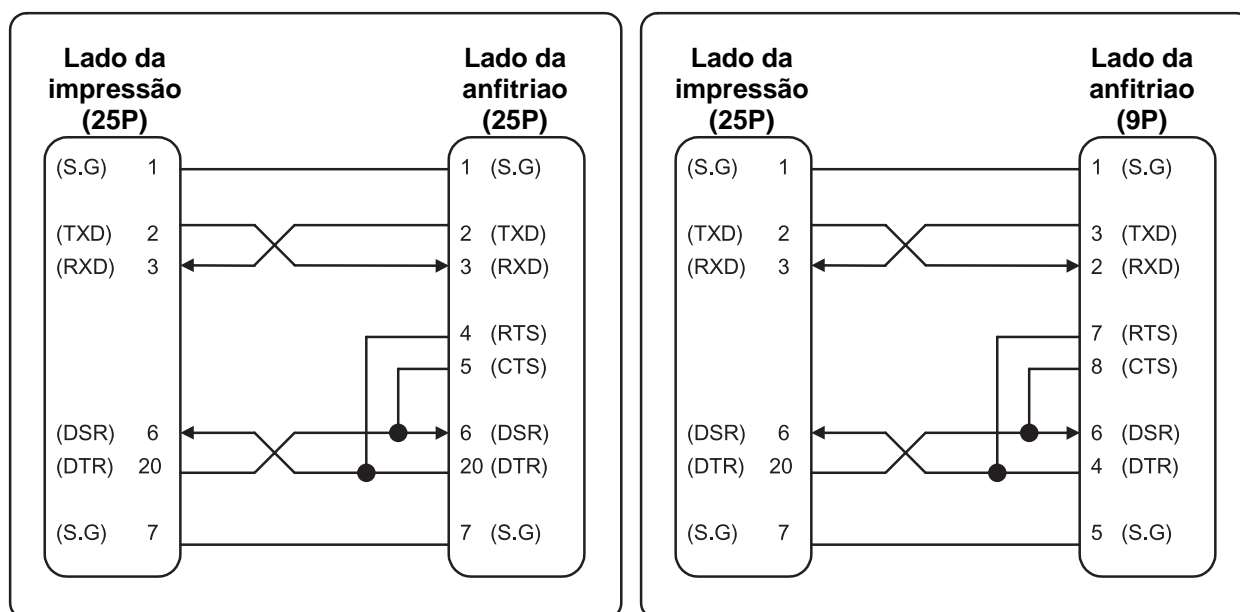 Lado da
impressão
(25P)
Lado da
anfitriao
(25P)
(S.G) 1
1 (S.G)
(TXD) 2
2 (TXD)
(RXD) 3
3 (RXD)
4 (RTS)
5 (CTS)
(DSR) 6
6 (DSR)
(DTR) 20
20 (DTR)
(S.G) 7
7 (S.G)
Lado da
impressão
(25P)
Lado da
anfitriao
(9P)
(S.G) 1
1 (S.G)
(TXD) 2
3 (TXD)
(RXD) 3
2 (RXD)
7 (RTS)
8 (CTS)
(DSR) 6
6 (DSR)
(DTR) 20
4 (DTR)
(S.G) 7
5 (S.G)